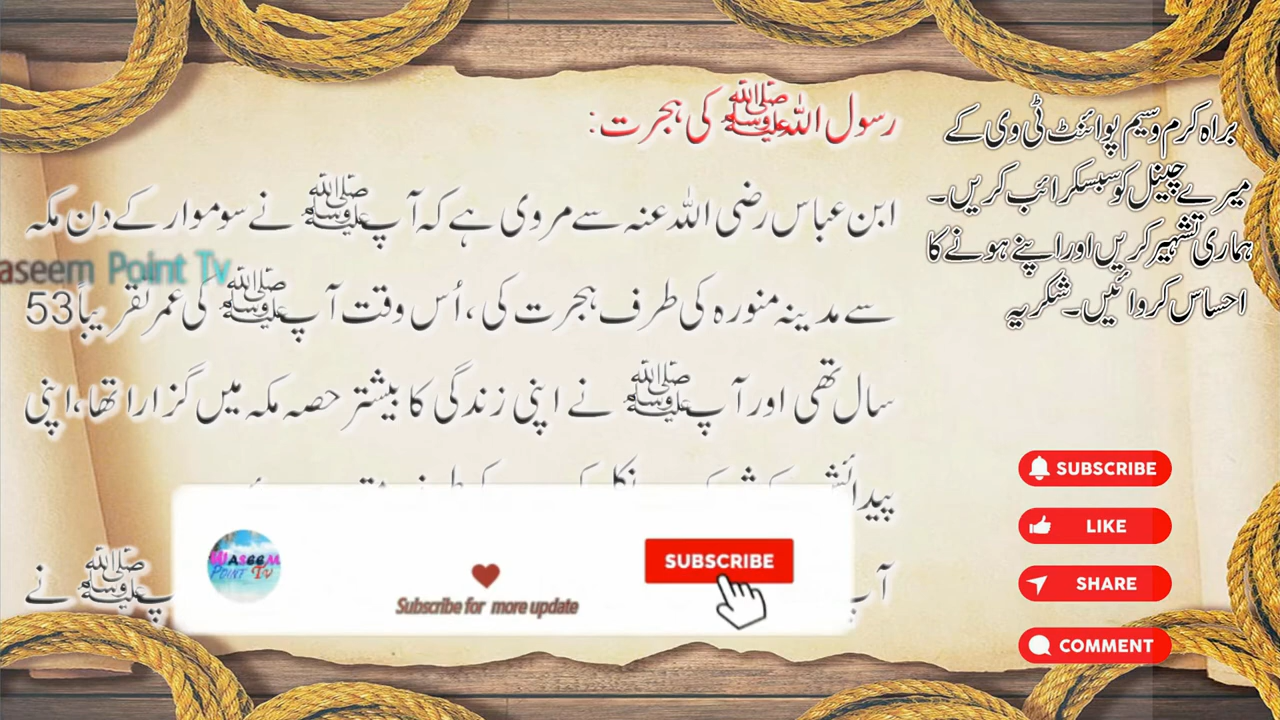 رسول اللہ ﷺ کی ہجرت:
ابن عباس رضی اللہ عنہ سے مروی ہے کہ آپ ﷺ نے سوموار کے دن مکہ
سے مدینہ منورہ کی طرف ہجرت کی، اُس وقت آپ ﷺ کی عمر تقریباً 53
سال تھی اور آپ ﷺ نے اپنی زندگی کا بیشتر حصہ مکہ میں گزارا تھا، اپنی
ﷺ نے
براہ کرم وسیم پوائنٹ ٹی وی کے
میرے چینل کو سبسکرائب کریں۔
ہماری تشہیر کریں اور اپنے ہونے کا
احساس کروائیں۔ شکریہ
aseem Point Tv
WASEEM
POINT TV
Subscribe for more update
SUBSCRIBE
SUBSCRIBE
LIKE
SHARE
COMMENT